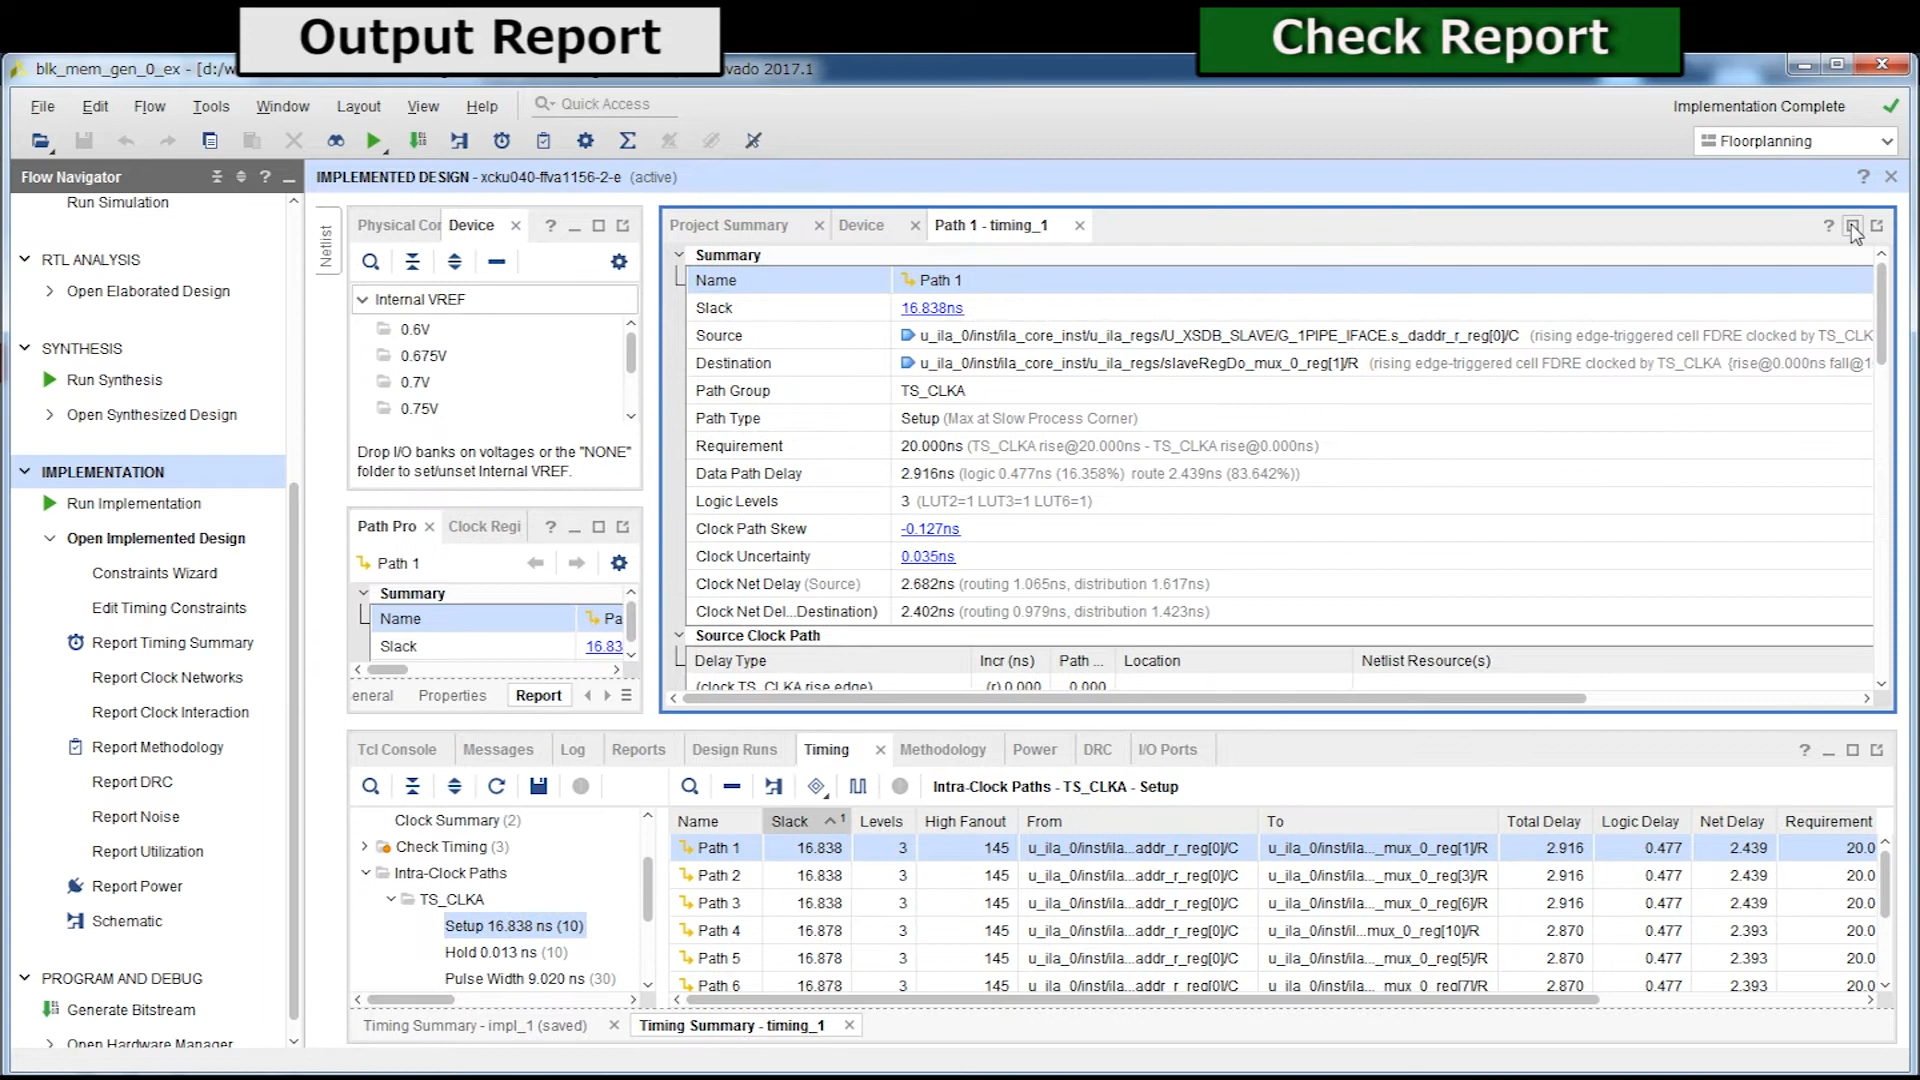 Output Report
Check Report
blk_mem_gen_0_ex - [d:/w
vado 2017.1
File Edit Flow Tools Window Layout View Help Quick Access
Implementation Complete
Floorplanning
Flow Navigator
IMPLEMENTED DESIGN - xcku040-ffva1156-2-e (active)
Run Simulation
RTL ANALYSIS
Open Elaborated Design
SYNTHESIS
Run Synthesis
Open Synthesized Design
IMPLEMENTATION
Run Implementation
Open Implemented Design
Constraints Wizard
Edit Timing Constraints
Report Timing Summary
Report Clock Networks
Report Clock Interaction
Report Methodology
Report DRC
Report Noise
Report Utilization
Report Power
Schematic
PROGRAM AND DEBUG
Generate Bitstream
Open Hardware Manager
Netlist
Physical Cor Device
Internal VREF
0.6V
0.675V
0.7V
0.75V
Drop I/O banks on voltages or the "NONE"
folder to set/unset Internal VREF.
Path Pro Clock Regi
Path 1
Summary
Name Pa
Slack 16.83
eneral Properties Report
Project Summary Device Path 1 - timing_1
Summary
Name Path 1
Slack 16.838ns
Source u_ila_0/inst/ila_core_inst/u_ila_regs/U_XSDB_SLAVE/G_1PIPE_IFACE.s_daddr_r_reg[0]/C (rising edge-triggered cell FDRE clocked by TS_CLK
Destination u_ila_0/inst/ila_core_inst/u_ila_regs/slaveRegDo_mux_0_reg[1]/R (rising edge-triggered cell FDRE clocked by TS_CLKA {rise@0.000ns fall@1
Path Group TS_CLKA
Path Type Setup (Max at Slow Process Corner)
Requirement 20.000ns (TS_CLKA rise@20.000ns - TS_CLKA rise@0.000ns)
Data Path Delay 2.916ns (logic 0.477ns (16.358%) route 2.439ns (83.642%))
Logic Levels 3 (LUT2=1 LUT3=1 LUT6=1)
Clock Path Skew -0.127ns
Clock Uncertainty 0.035ns
Clock Net Delay (Source) 2.682ns (routing 1.065ns, distribution 1.617ns)
Clock Net Del...Destination) 2.402ns (routing 0.979ns, distribution 1.423ns)
Source Clock Path
Delay Type Incr (ns) Path ... Location Netlist Resource(s)
(clock TS_CLKA rise edge) (r) 0.000 0.000
Tcl Console Messages Log Reports Design Runs Timing Methodology Power DRC I/O Ports
Intra-Clock Paths - TS_CLKA - Setup
Clock Summary (2)
Check Timing (3)
Intra-Clock Paths
TS_CLKA
Setup 16.838 ns (10)
Hold 0.013 ns (10)
Pulse Width 9.020 ns (30)
Name Slack 1 Levels High Fanout From To Total Delay Logic Delay Net Delay Requirement
Path 1 16.838 3 145 u_ila_0/inst/ila...addr_r_reg[0]/C u_ila_0/inst/ila..._mux_0_reg[1]/R 2.916 0.477 2.439 20.0
Path 2 16.838 3 145 u_ila_0/inst/ila...addr_r_reg[0]/C u_ila_0/inst/ila..._mux_0_reg[3]/R 2.916 0.477 2.439 20.0
Path 3 16.838 3 145 u_ila_0/inst/ila...addr_r_reg[0]/C u_ila_0/inst/ila..._mux_0_reg[6]/R 2.916 0.477 2.439 20.0
Path 4 16.878 3 145 u_ila_0/inst/ila...addr_r_reg[0]/C u_ila_0/inst/il...mux_0_reg[10]/R 2.870 0.477 2.393 20.0
Path 5 16.878 3 145 u_ila_0/inst/ila...addr_r_reg[0]/C u_ila_0/inst/ila..._mux_0_reg[5]/R 2.870 0.477 2.393 20.0
Path 6 16.878 3 145 u_ila_0/inst/ila...addr_r_reg[0]/C u_ila_0/inst/ila..._mux_0_reg[7]/R 2.870 0.477 2.393 20.0
Timing Summary - impl_1 (saved) Timing Summary - timing_1